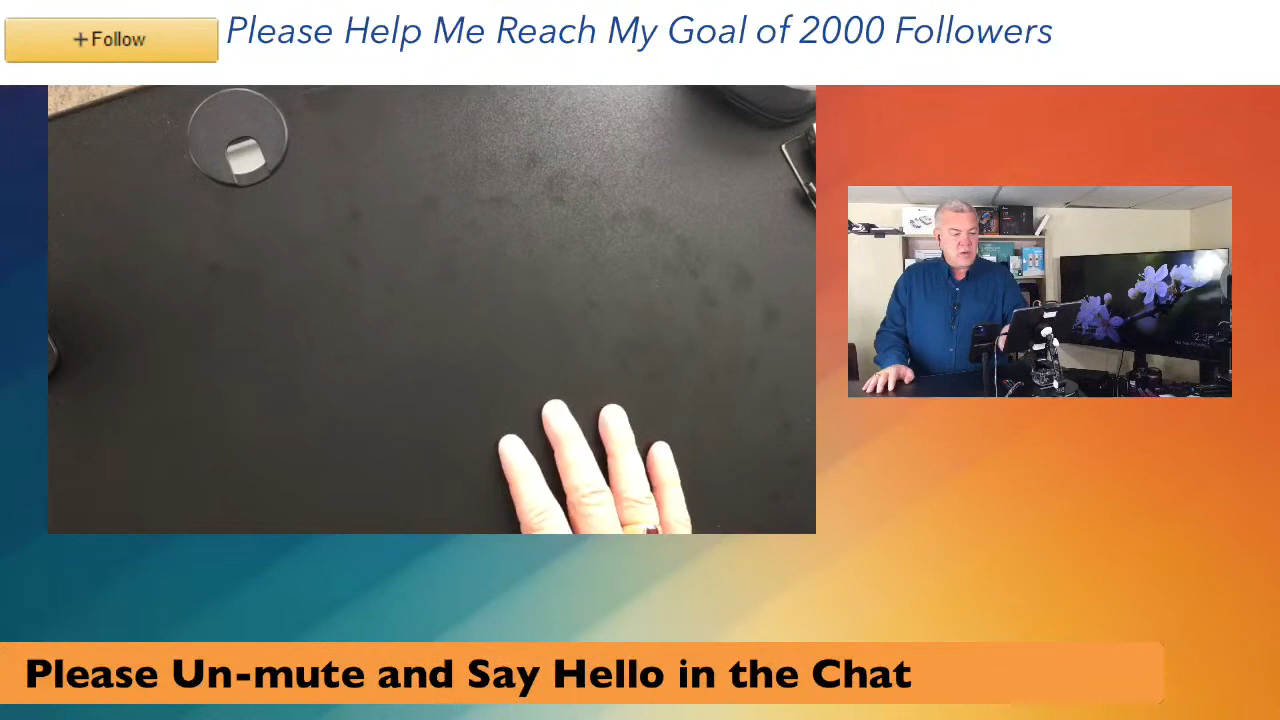 +Follow
Please Help Me Reach My Goal of 2000 Followers
Please Un-mute and Say Hello in the Chat